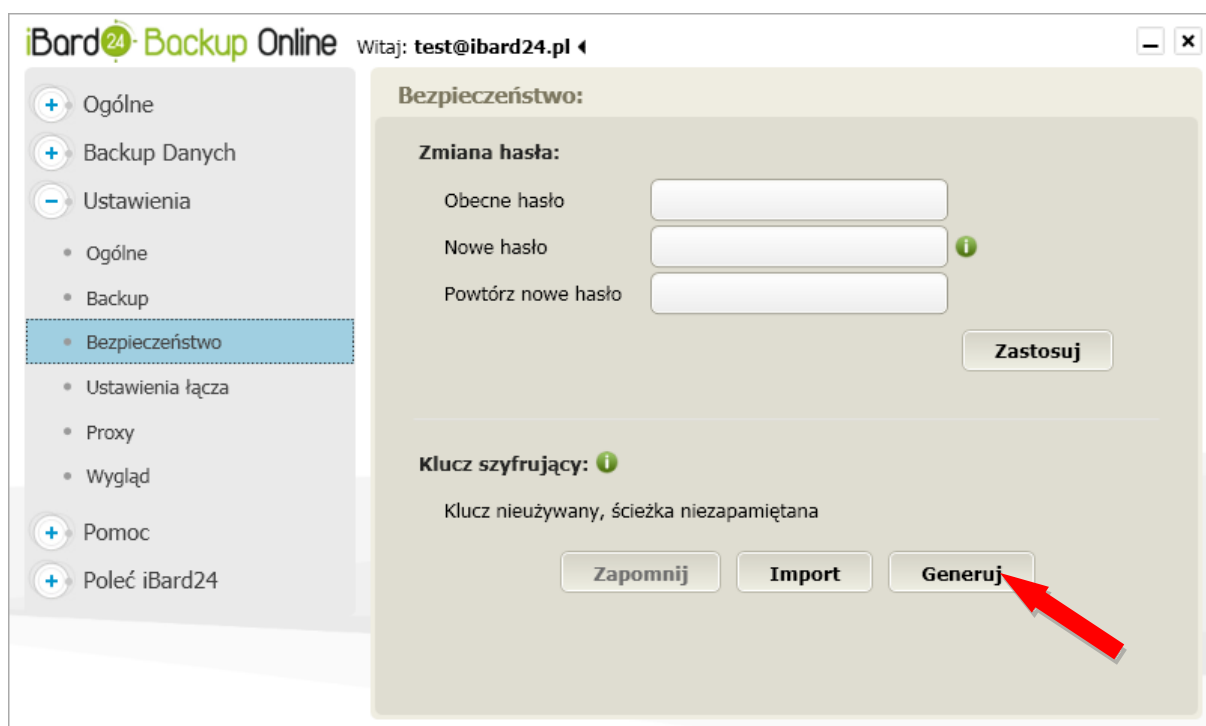 iBard24 Backup Online Witaj: test@ibard24.pl
Ogólne
Backup Danych
Ustawienia
Ogólne
Backup
Bezpieczeństwo
Ustawienia łącza
Proxy
Wygląd
Pomoc
Poleć iBard24
Bezpieczeństwo:
Zmiana hasła:
Obecne hasło
Nowe hasło
Powtórz nowe hasło
Zastosuj
Klucz szyfrujący:
Klucz nieużywany, ścieżka niezapamiętana
Zapomnij Import Generuj